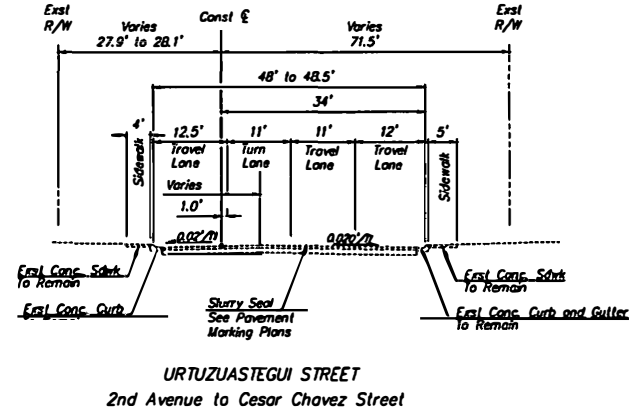 Exst
R/W
Varies
27.9' to 28.1'
Const ℄
Varies
71.5'
Exst
R/W
48' to 48.5'
34'
4'
Sidewalk
12.5'
Travel
Lane
11'
Turn
Lane
11'
Travel
Lane
12'
Travel
Lane
5'
Sidewalk
Varies
1.0'
0.02'/ft
0.020'/ft
Exst Conc. Sdwk
To Remain
Exst Conc. Curb
Slurry Seal
See Pavement
Marking Plans
Exst Conc. Sdwk
To Remain
Exst Conc. Curb and Gutter
To Remain
URTUZUASTEGUI STREET
2nd Avenue to Cesar Chavez Street